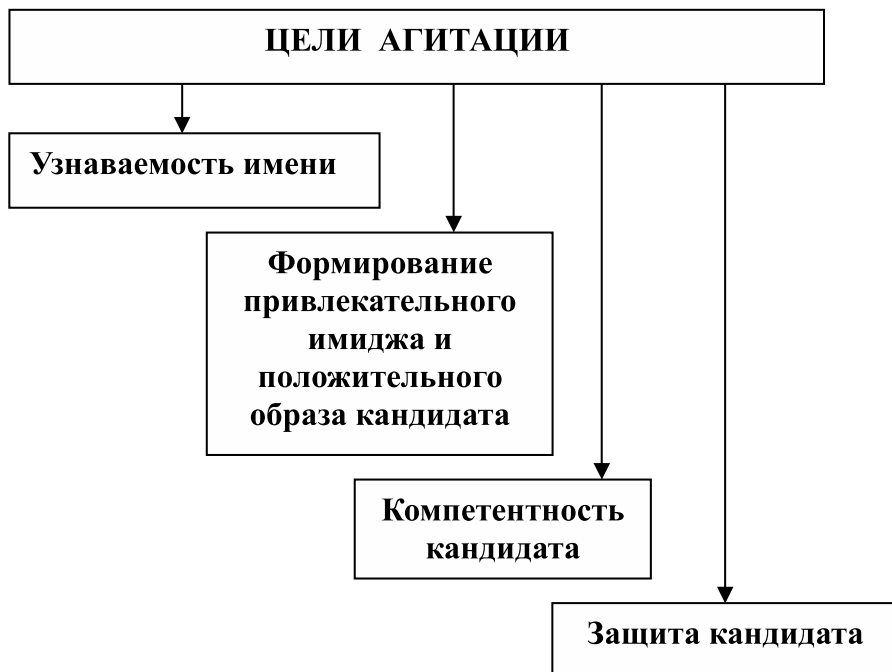 ЦЕЛИ АГИТАЦИИ
Узнаваемость имени
Формирование
привлекательного
имиджа и
положительного
образа кандидата
Компетентность
кандидата
Защита кандидата